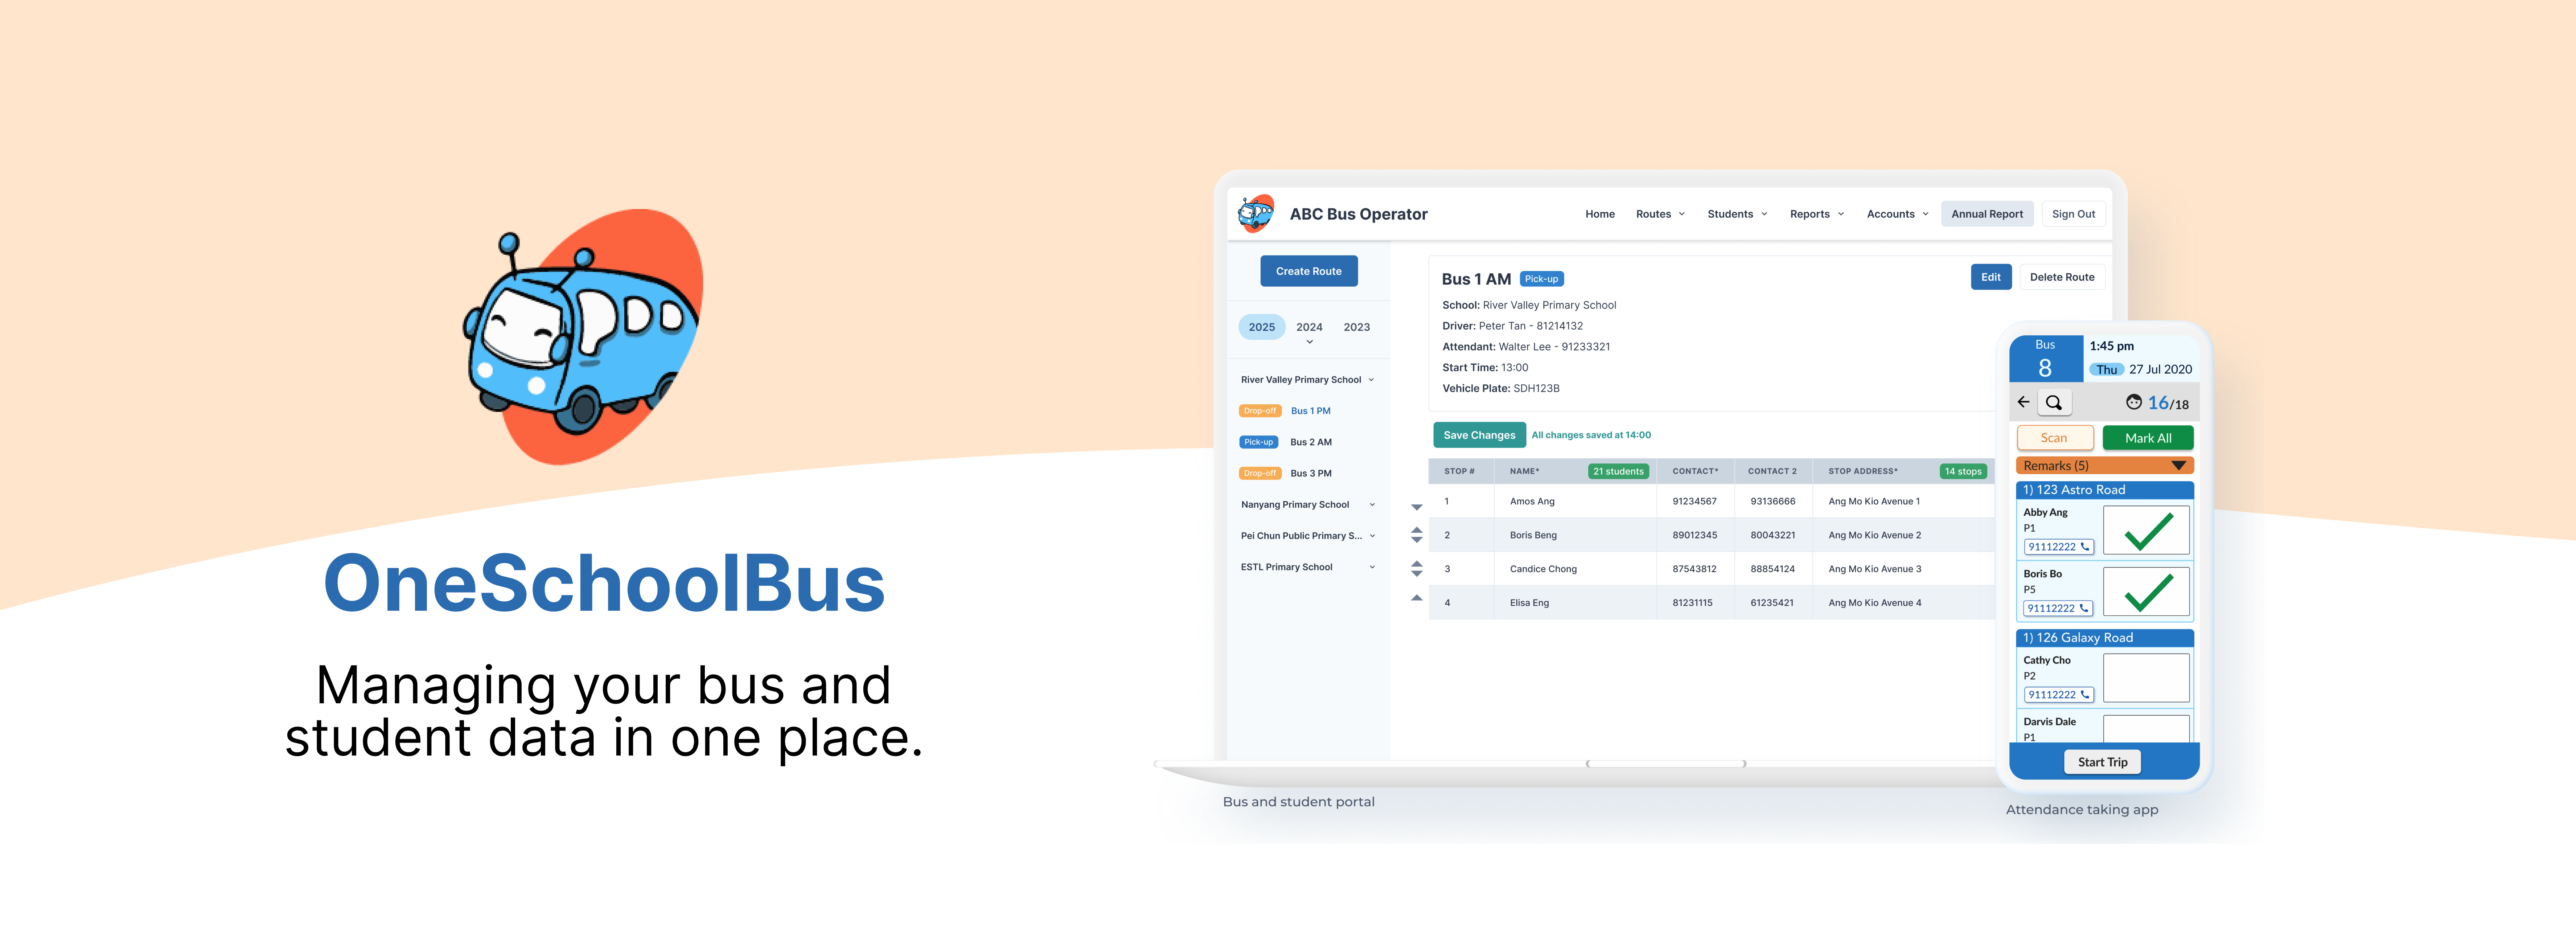 OneSchoolBus
Managing your bus and
student data in one place.
ABC Bus Operator
Home Routes Students Reports Accounts Annual Report Sign Out
Create Route
2025 2024 2023
River Valley Primary School
Drop-off Bus 1 PM
Pick-up Bus 2 AM
Drop-off Bus 3 PM
Nanyang Primary School
Pei Chun Public Primary S...
ESTL Primary School
Bus 1 AM Pick-up
Edit Delete Route
School: River Valley Primary School
Driver: Peter Tan - 81214132
Attendant: Walter Lee - 91233321
Start Time: 13:00
Vehicle Plate: SDH123B
Save Changes All changes saved at 14:00
STOP # NAME* 21 students CONTACT* CONTACT 2 STOP ADDRESS* 14 stops
1 Amos Ang 91234567 93136666 Ang Mo Kio Avenue 1
2 Boris Beng 89012345 80043221 Ang Mo Kio Avenue 2
3 Candice Chong 87543812 88854124 Ang Mo Kio Avenue 3
4 Elisa Eng 81231115 61235421 Ang Mo Kio Avenue 4
Bus and student portal
Bus
8
1:45 pm
Thu 27 Jul 2020
16/18
Scan Mark All
Remarks (5)
1) 123 Astro Road
Abby Ang
P1
91112222
Boris Bo
P5
91112222
1) 126 Galaxy Road
Cathy Cho
P2
91112222
Darvis Dale
P1
Start Trip
Attendance taking app